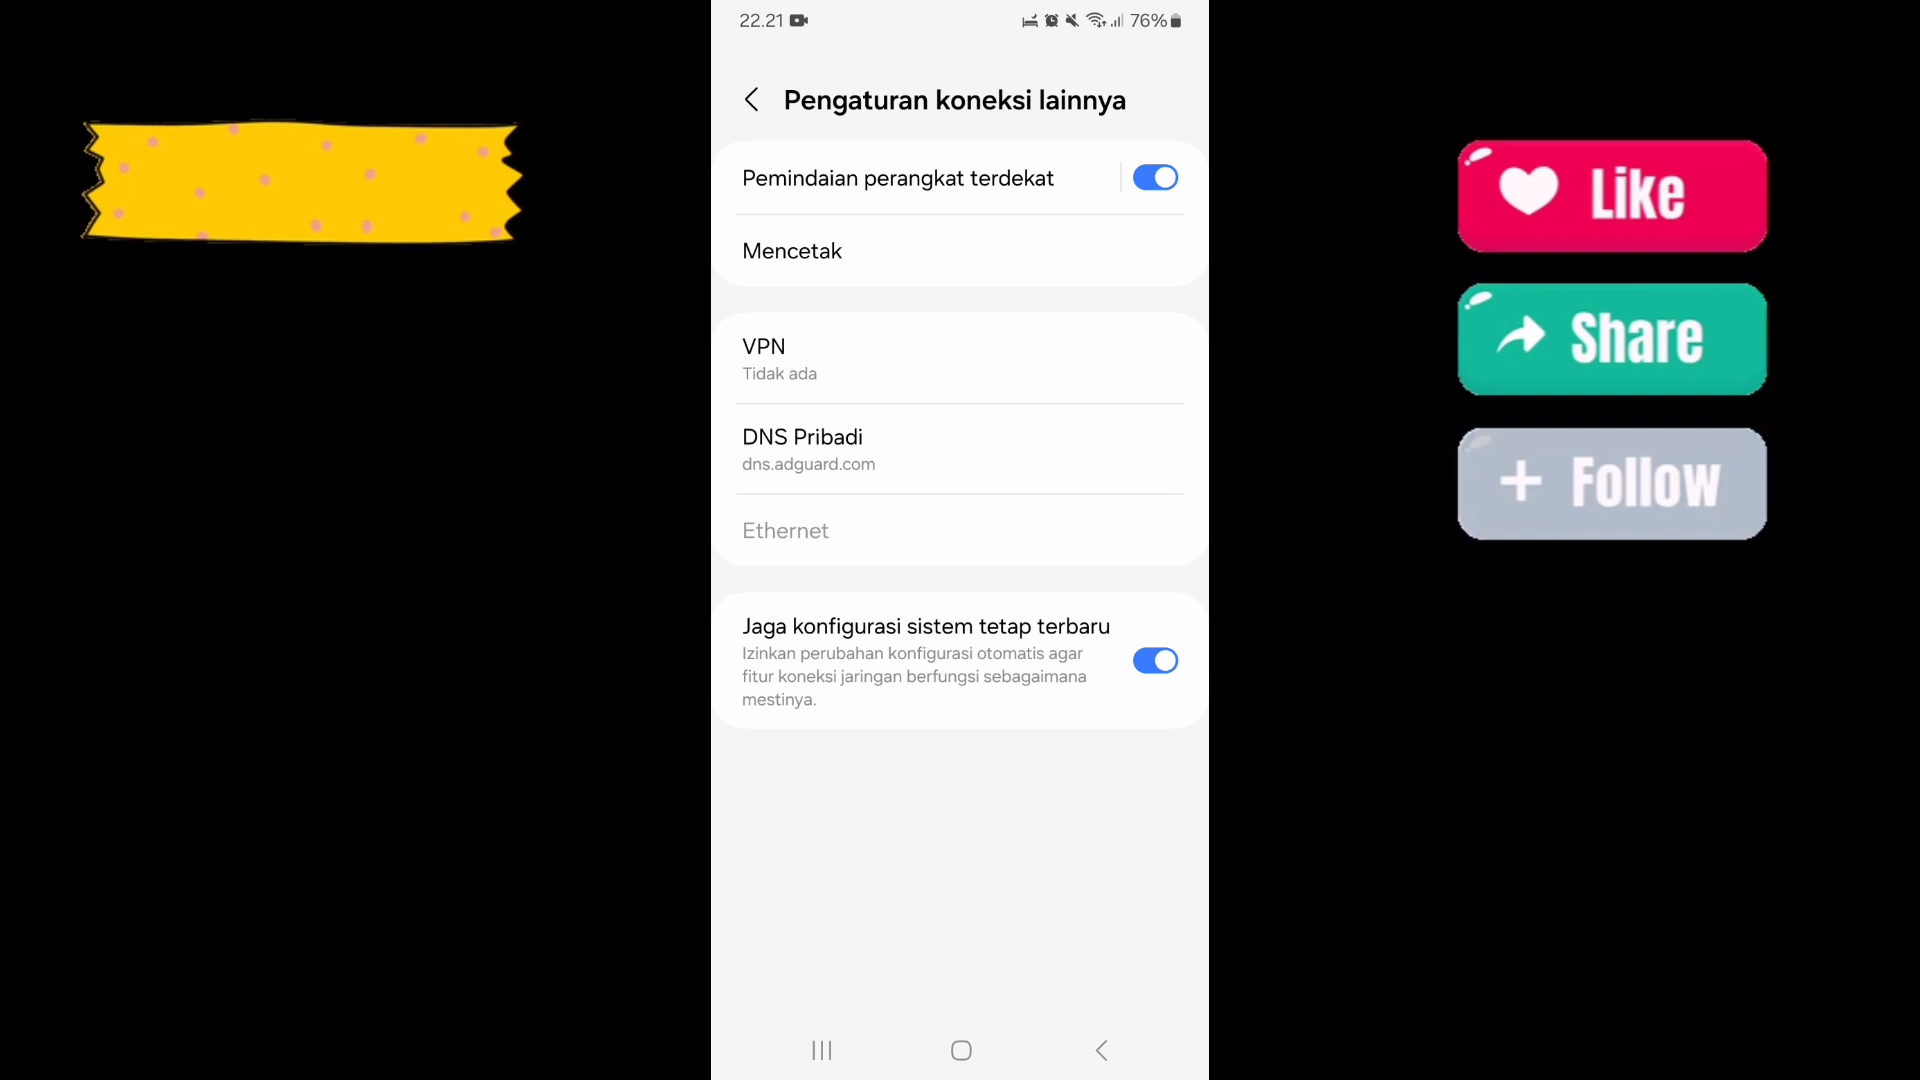 22.21
76%
Pengaturan koneksi lainnya
Pemindaian perangkat terdekat
Mencetak
VPN
Tidak ada
DNS Pribadi
dns.adguard.com
Ethernet
Jaga konfigurasi sistem tetap terbaru
Izinkan perubahan konfigurasi otomatis agar
fitur koneksi jaringan berfungsi sebagaimana
mestinya.
Like
Share
Follow